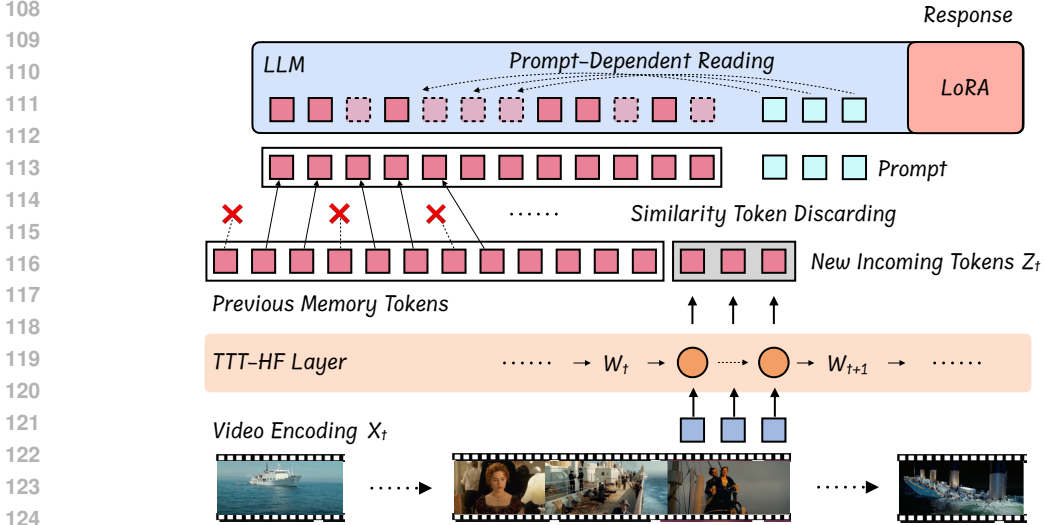 108
Response
109
LLM
Prompt-Dependent Reading
110
LoRA
111
112
113
Prompt
114
Similarity Token Discarding
115
116
New Incoming Tokens Zt
117
Previous Memory Tokens
118
119
TTT-HF Layer
Wt
Wt+1
120
121
Video Encoding Xt
122
123
124